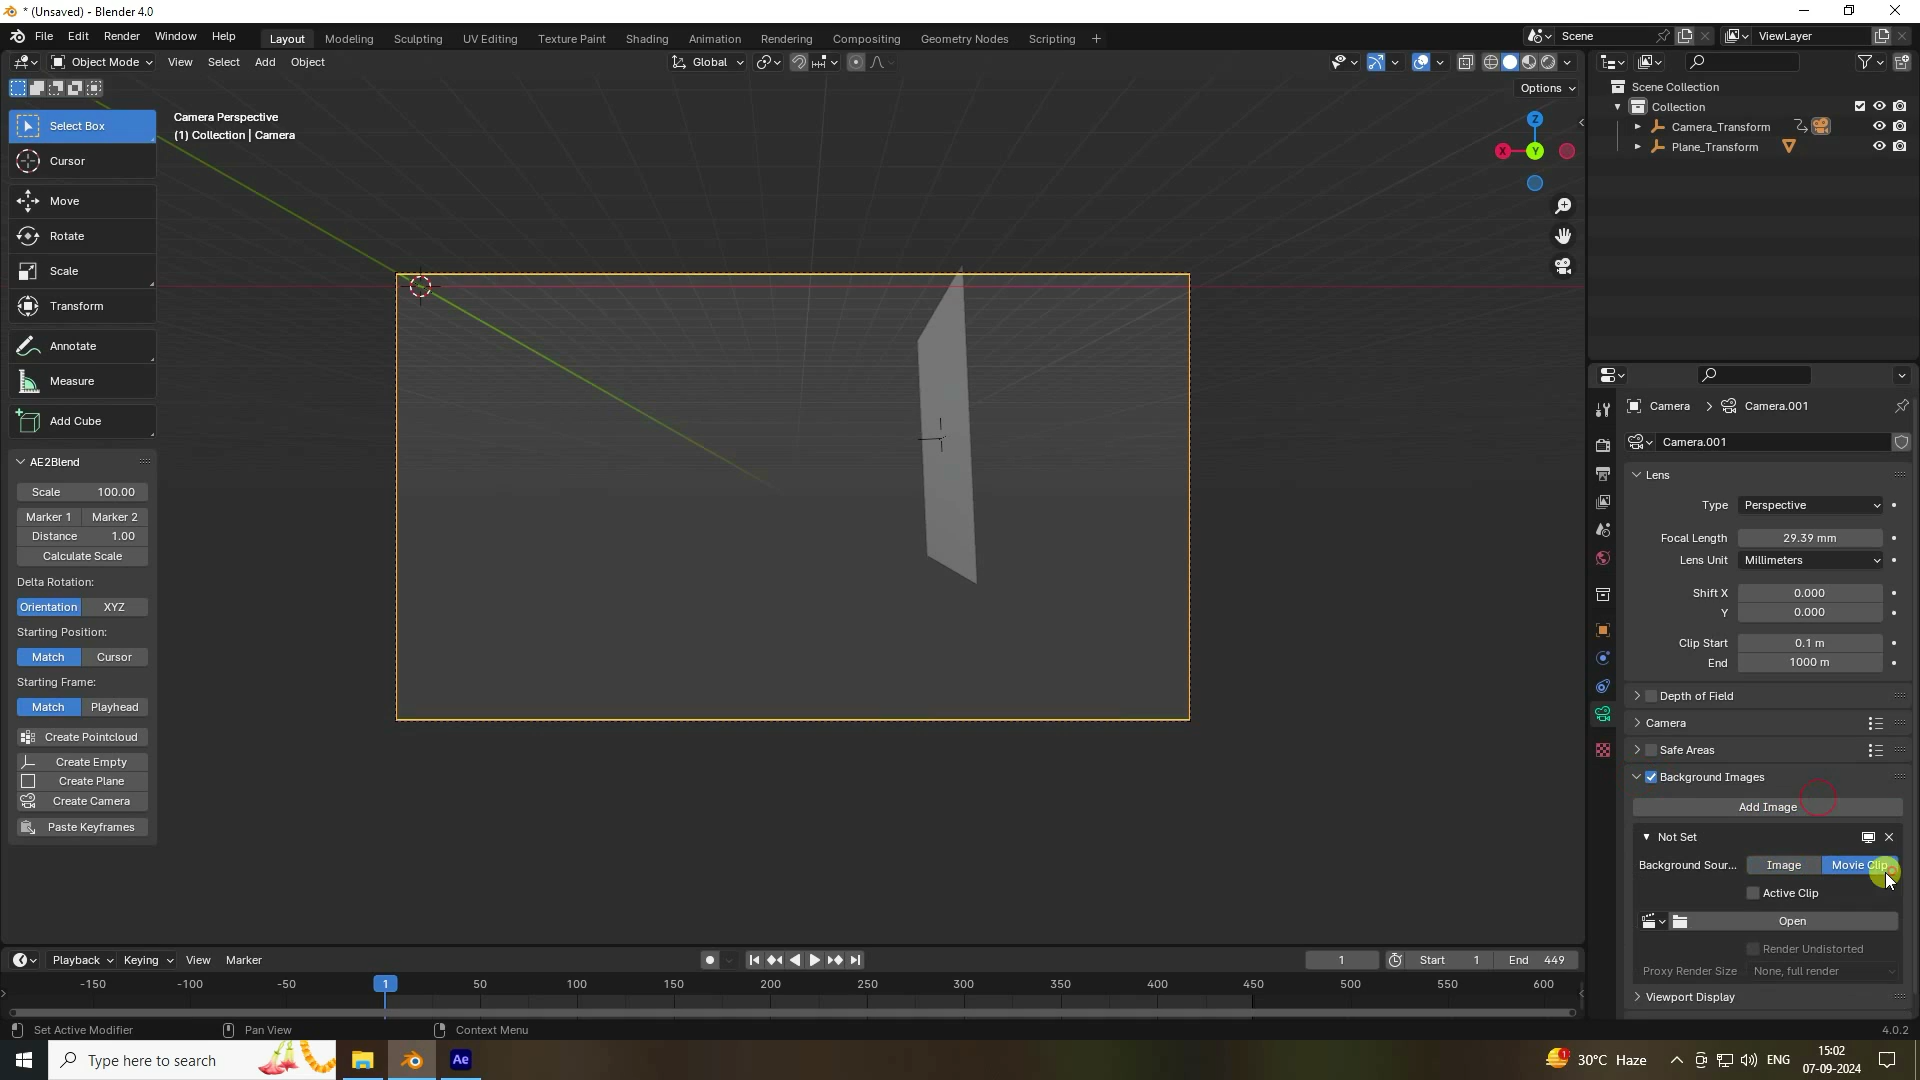 * (Unsaved) - Blender 4.0
File Edit Render Window Help
Layout Modeling Sculpting UV Editing Texture Paint Shading Animation Rendering Compositing Geometry Nodes Scripting +
Scene
ViewLayer
Object Mode View Select Add Object
Global
Options
Select Box
Cursor
Move
Rotate
Scale
Transform
Annotate
Measure
Add Cube
Camera Perspective
(1) Collection | Camera
Z
X
Y
AE2Blend
Scale 100.00
Marker 1 Marker 2
Distance 1.00
Calculate Scale
Delta Rotation:
Orientation XYZ
Starting Position:
Match Cursor
Starting Frame:
Match Playhead
Create Pointcloud
Create Empty
Create Plane
Create Camera
Paste Keyframes
Scene Collection
Collection
Camera_Transform
Plane_Transform
Camera > Camera.001
Camera.001
Lens
Type Perspective
Focal Length 29.39 mm
Lens Unit Millimeters
Shift X 0.000
Y 0.000
Clip Start 0.1 m
End 1000 m
Depth of Field
Camera
Safe Areas
Background Images
Add Image
Not Set
Background Sour... Image Movie Clip
Active Clip
Open
Render Undistorted
Proxy Render Size None, full render
Viewport Display
Playback Keying View Marker
1 Start 1 End 449
-150 -100 -50 1 50 100 150 200 250 300 350 400 450 500 550 600
Set Active Modifier Pan View Context Menu
4.0.2
Type here to search
Ae
1
30°C Haze
ENG
15:02
07-09-2024